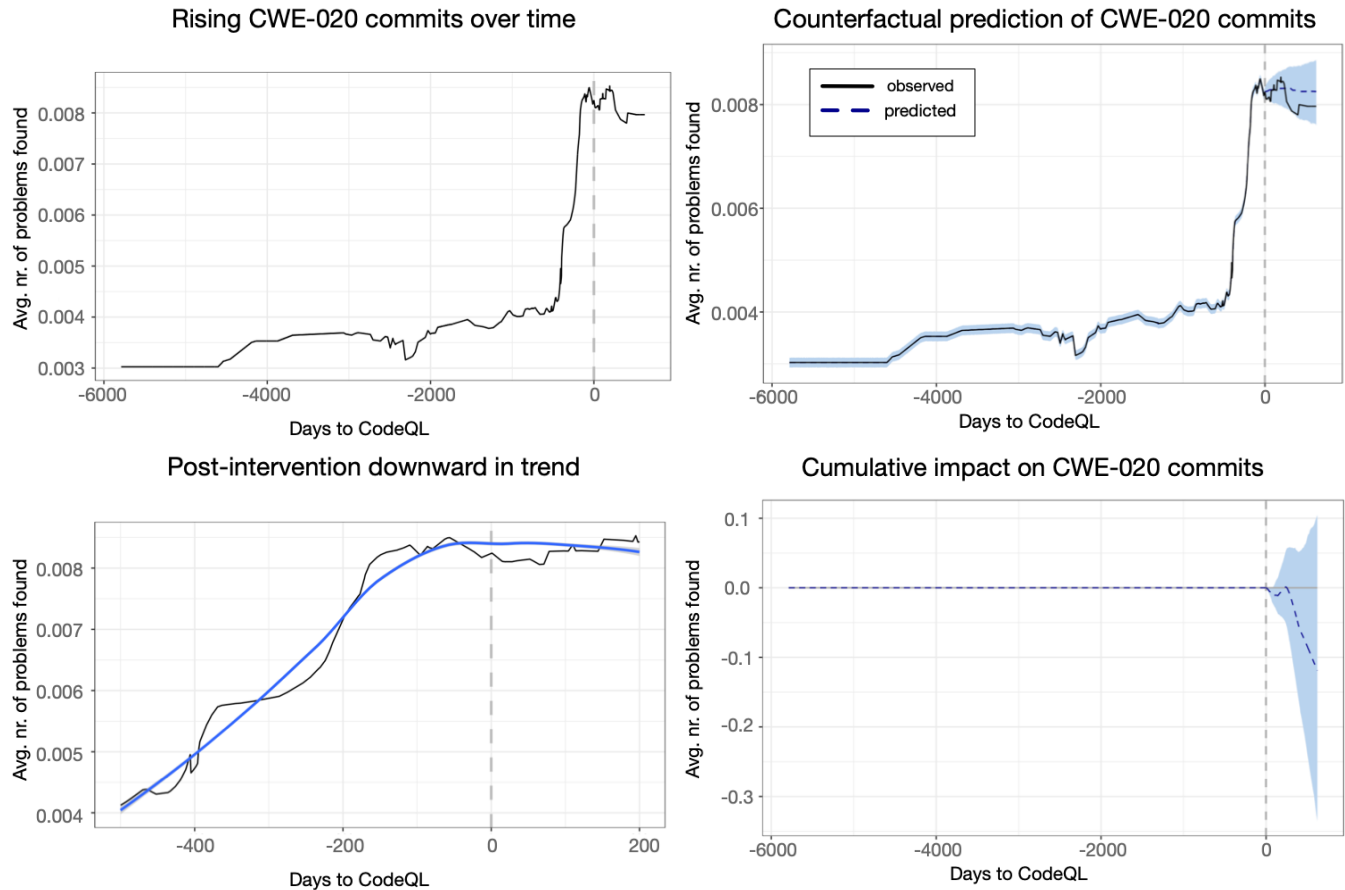 Rising CWE-020 commits over time
Avg. nr. of problems found
0.008
0.007
0.006
0.005
0.004
0.003
-6000
-4000
-2000
0
Days to CodeQL
Counterfactual prediction of CWE-020 commits
observed
predicted
Avg. nr. of problems found
0.008
0.006
0.004
-6000
-4000
-2000
0
Days to CodeQL
Post-intervention downward in trend
Avg. nr. of problems found
0.008
0.007
0.006
0.005
0.004
-400
-200
0
200
Days to CodeQL
Cumulative impact on CWE-020 commits
Avg. nr. of problems found
0.1
0.0
-0.1
-0.2
-0.3
-6000
-4000
-2000
0
Days to CodeQL